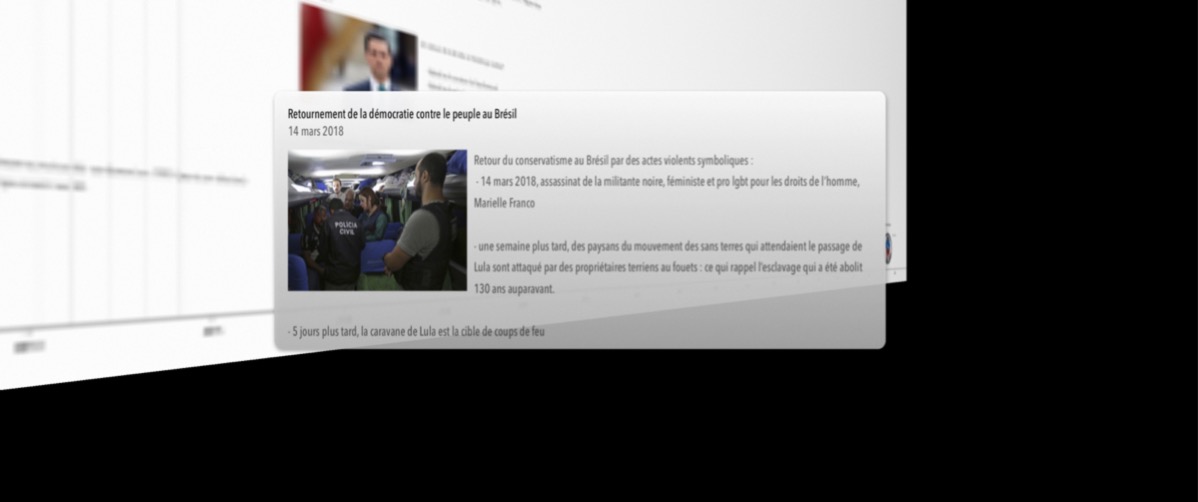 Retournement de la démocratie contre le peuple au Brésil
14 mars 2018
POLÍCIA
CIVIL
Retour du conservatisme au Brésil par des actes violents symboliques :
- 14 mars 2018, assassinat de la militante noire, féministe et pro lgbt pour les droits de l'homme,
Marielle Franco
- une semaine plus tard, des paysans du mouvement des sans terres qui attendaient le passage de
Lula sont attaqué par des propriétaires terriens au fouets : ce qui rappel l'esclavage qui a été abolit
130 ans auparavant.
- 5 jours plus tard, la caravane de Lula est la cible de coups de feu